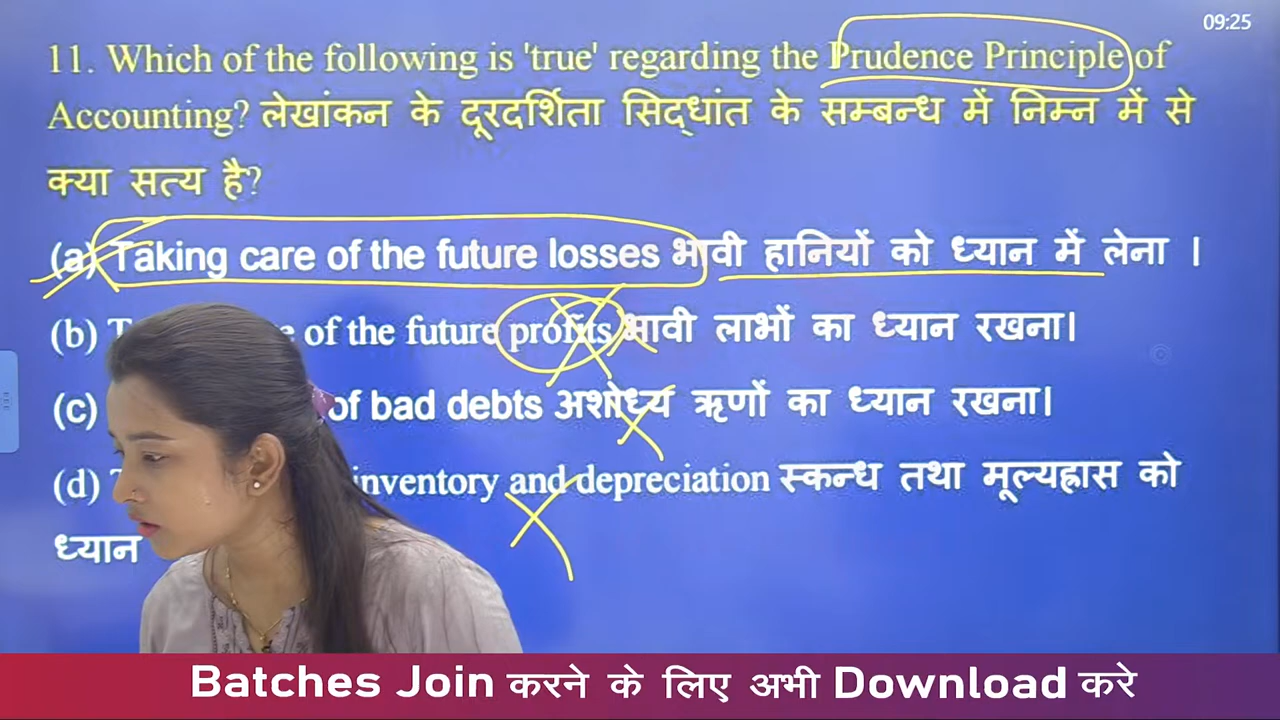 09:25
11. Which of the following is 'true' regarding the Prudence Principle of
Accounting? लेखांकन के दूरदर्शिता सिद्धांत के सम्बन्ध में निम्न में से
क्या सत्य है?
(a) Taking care of the future losses भावी हानियों को ध्यान में लेना ।
(b) of the future profits भावी लाभों का ध्यान रखना।
(c) of bad debts अशोध्य ऋणों का ध्यान रखना।
(d) inventory and depreciation स्कन्ध तथा मूल्यह्रास को
ध्यान
Batches Join करने के लिए अभी Download करे